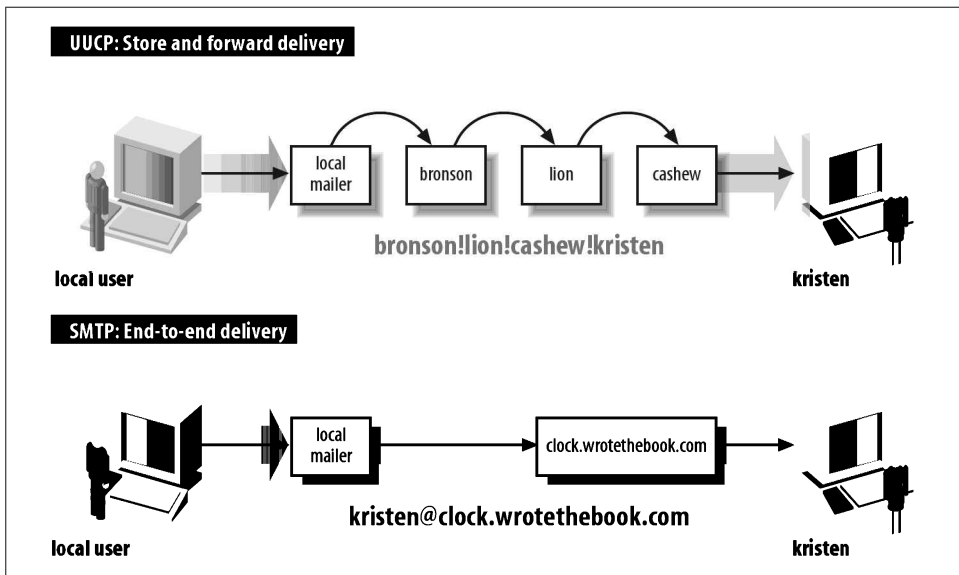 UUCP: Store and forward delivery
local
mailer
bronson
lion
cashew
bronson!lion!cashew!kristen
local user
kristen
SMTP: End-to-end delivery
local
mailer
clock.wrotethebook.com
kristen@clock.wrotethebook.com
local user
kristen